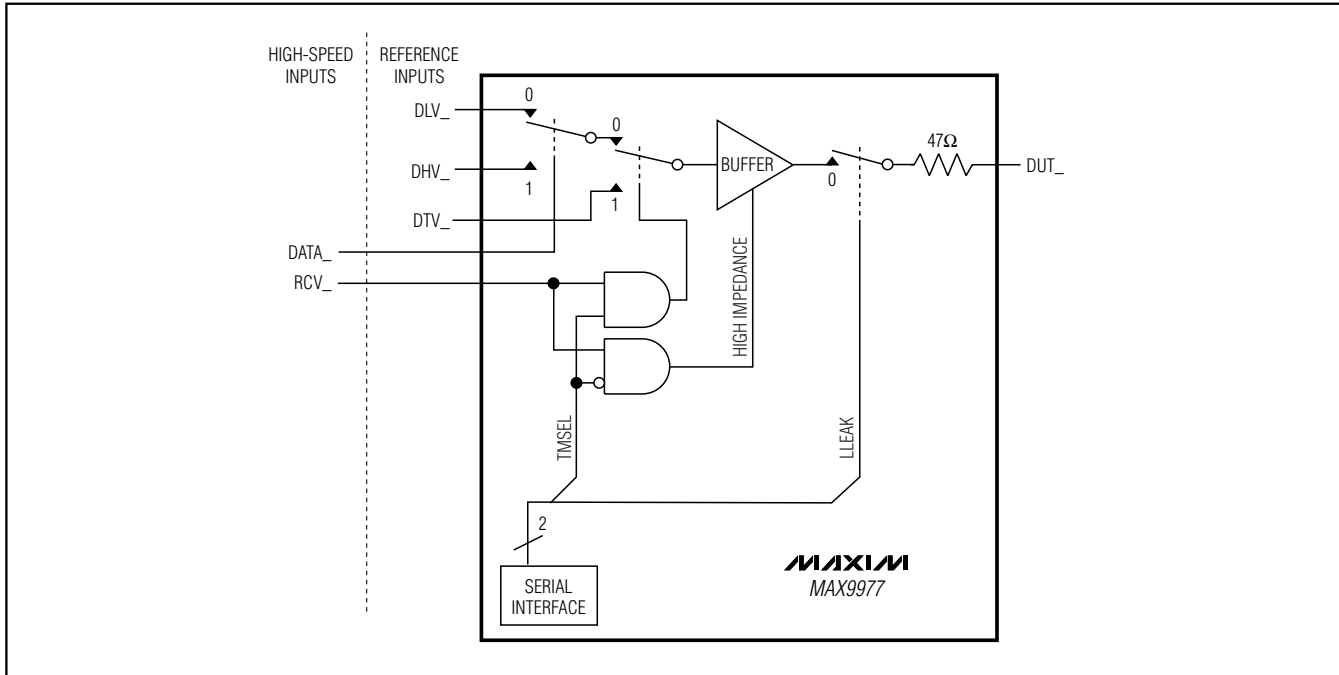 HIGH-SPEED
INPUTS
REFERENCE
INPUTS
DLV_
0
0
DHV_
1
BUFFER
0
47Ω
DUT_
DTV_
1
DATA_
RCV_
HIGH IMPEDANCE
TMSEL
LLEAK
2
SERIAL
INTERFACE
MAXIM
MAX9977